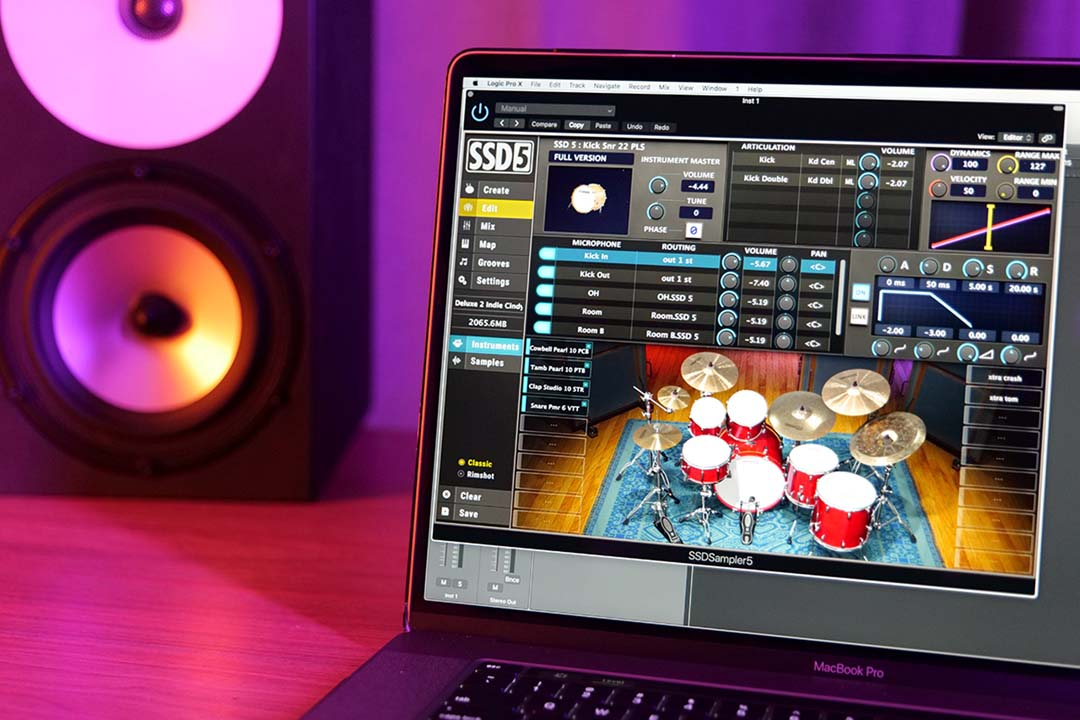 Logic Pro X File Edit Track Navigate Record Mix View Window 1 Help
Inst 1
Manual
Compare Copy Paste Undo Redo
View: Editor
SSD5
SSD 5 : Kick Snr 22 PLS
FULL VERSION
INSTRUMENT MASTER
VOLUME
-4.44
TUNE
0
PHASE
ARTICULATION VOLUME
Kick Kd Cen ML -2.07
Kick Double Kd Dbl ML -2.07
DYNAMICS
100
RANGE MAX
127
VELOCITY
50
RANGE MIN
0
Create
Edit
Mix
Map
Grooves
Settings
Deluxe 2 Indie Cindy
2065.6MB
Instruments
Samples
Classic
Rimshot
Clear
Save
MICROPHONE ROUTING VOLUME PAN
Kick In out 1 st -5.67 <C>
Kick Out out 1 st -7.40 <C>
OH OH.SSD 5 -5.19 <C>
Room Room.SSD 5 -5.19 <C>
Room B Room B.SSD 5 -5.19 <C>
ON
LINK
A D S R
0 ms 50 ms 5.00 s 20.00 s
-2.00 -3.00 0.00 0.00
Cowbell Pearl 10 PCB
Tamb Pearl 10 PTB
Clap Studio 10 STR
Snare Pmr 6 VTT
xtra crash
xtra tom
SSDSampler5
M S
M
Bnce
Inst 1
Stereo Out
MacBook Pro
esc
tab